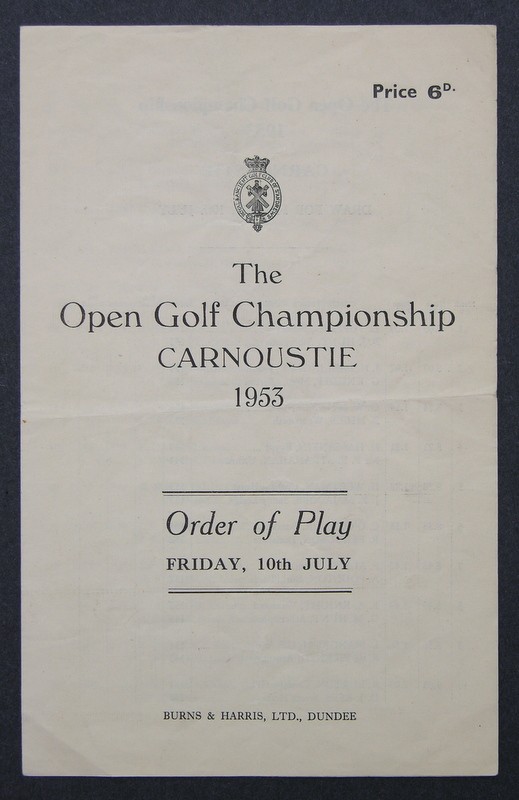 Price 6D.
The
Open Golf Championship
CARNOUSTIE
1953
Order of Play
FRIDAY, 10th JULY
BURNS & HARRIS, LTD., DUNDEE